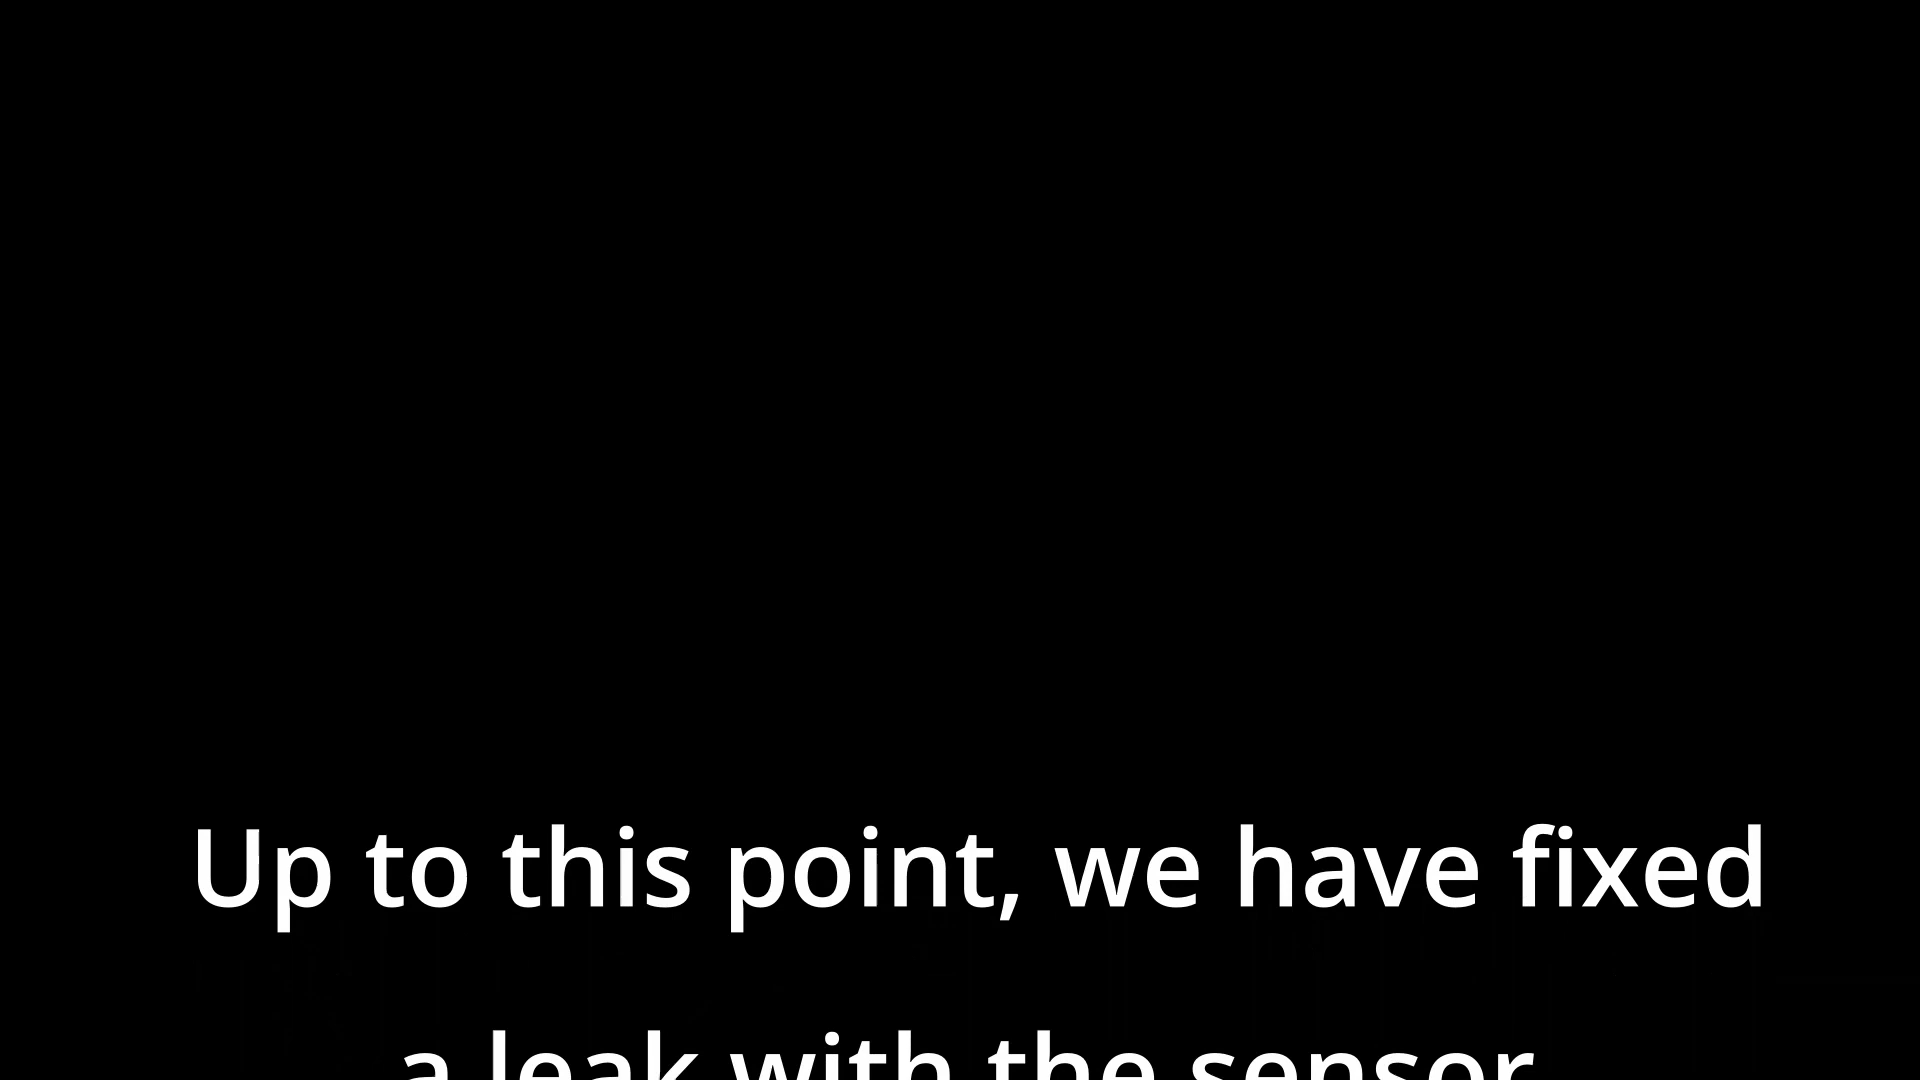 Up to this point, we have fixed
a leak with the sensor